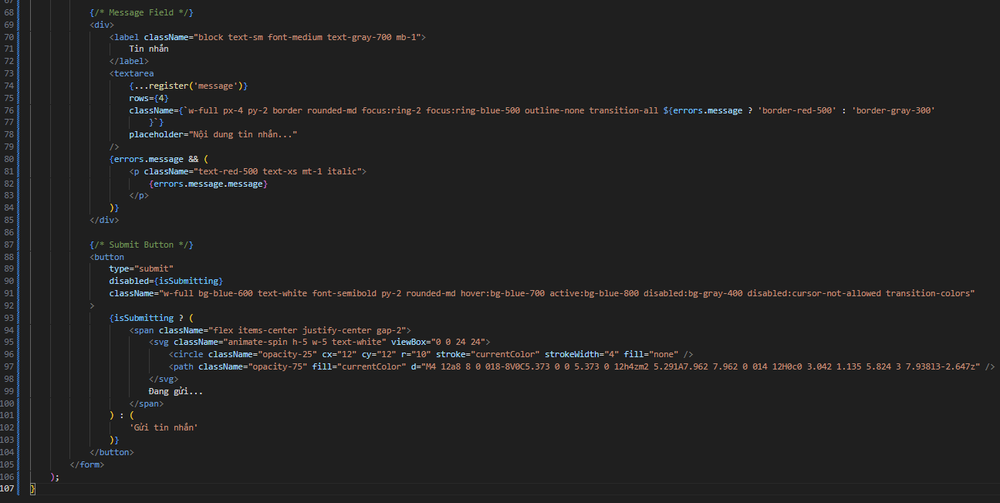 67
68 {/* Message Field */}
69 <div>
70 <label className="block text-sm font-medium text-gray-700 mb-1">
71 Tin nhắn
72 </label>
73 <textarea
74 {...register('message')}
75 rows={4}
76 className={`w-full px-4 py-2 border rounded-md focus:ring-2 focus:ring-blue-500 outline-none transition-all ${errors.message ? 'border-red-500' : 'border-gray-300'
77 }`}
78 placeholder="Nội dung tin nhắn..."
79 />
80 {errors.message && (
81 <p className="text-red-500 text-xs mt-1 italic">
82 {errors.message.message}
83 </p>
84 )}
85 </div>
86
87 {/* Submit Button */}
88 <button
89 type="submit"
90 disabled={isSubmitting}
91 className="w-full bg-blue-600 text-white font-semibold py-2 rounded-md hover:bg-blue-700 active:bg-blue-800 disabled:bg-gray-400 disabled:cursor-not-allowed transition-colors"
92 >
93 {isSubmitting ? (
94 <span className="flex items-center justify-center gap-2">
95 <svg className="animate-spin h-5 w-5 text-white" viewBox="0 0 24 24">
96 <circle className="opacity-25" cx="12" cy="12" r="10" stroke="currentColor" strokeWidth="4" fill="none" />
97 <path className="opacity-75" fill="currentColor" d="M4 12a8 8 0 018-8V0C5.373 0 0 5.373 0 12h4zm2 5.291A7.962 7.962 0 014 12H0c0 3.042 1.135 5.824 3 7.938l3-2.647z" />
98 </svg>
99 Đang gửi...
100 </span>
101 ) : (
102 'Gửi tin nhắn'
103 )}
104 </button>
105 </form>
106 );
107 }